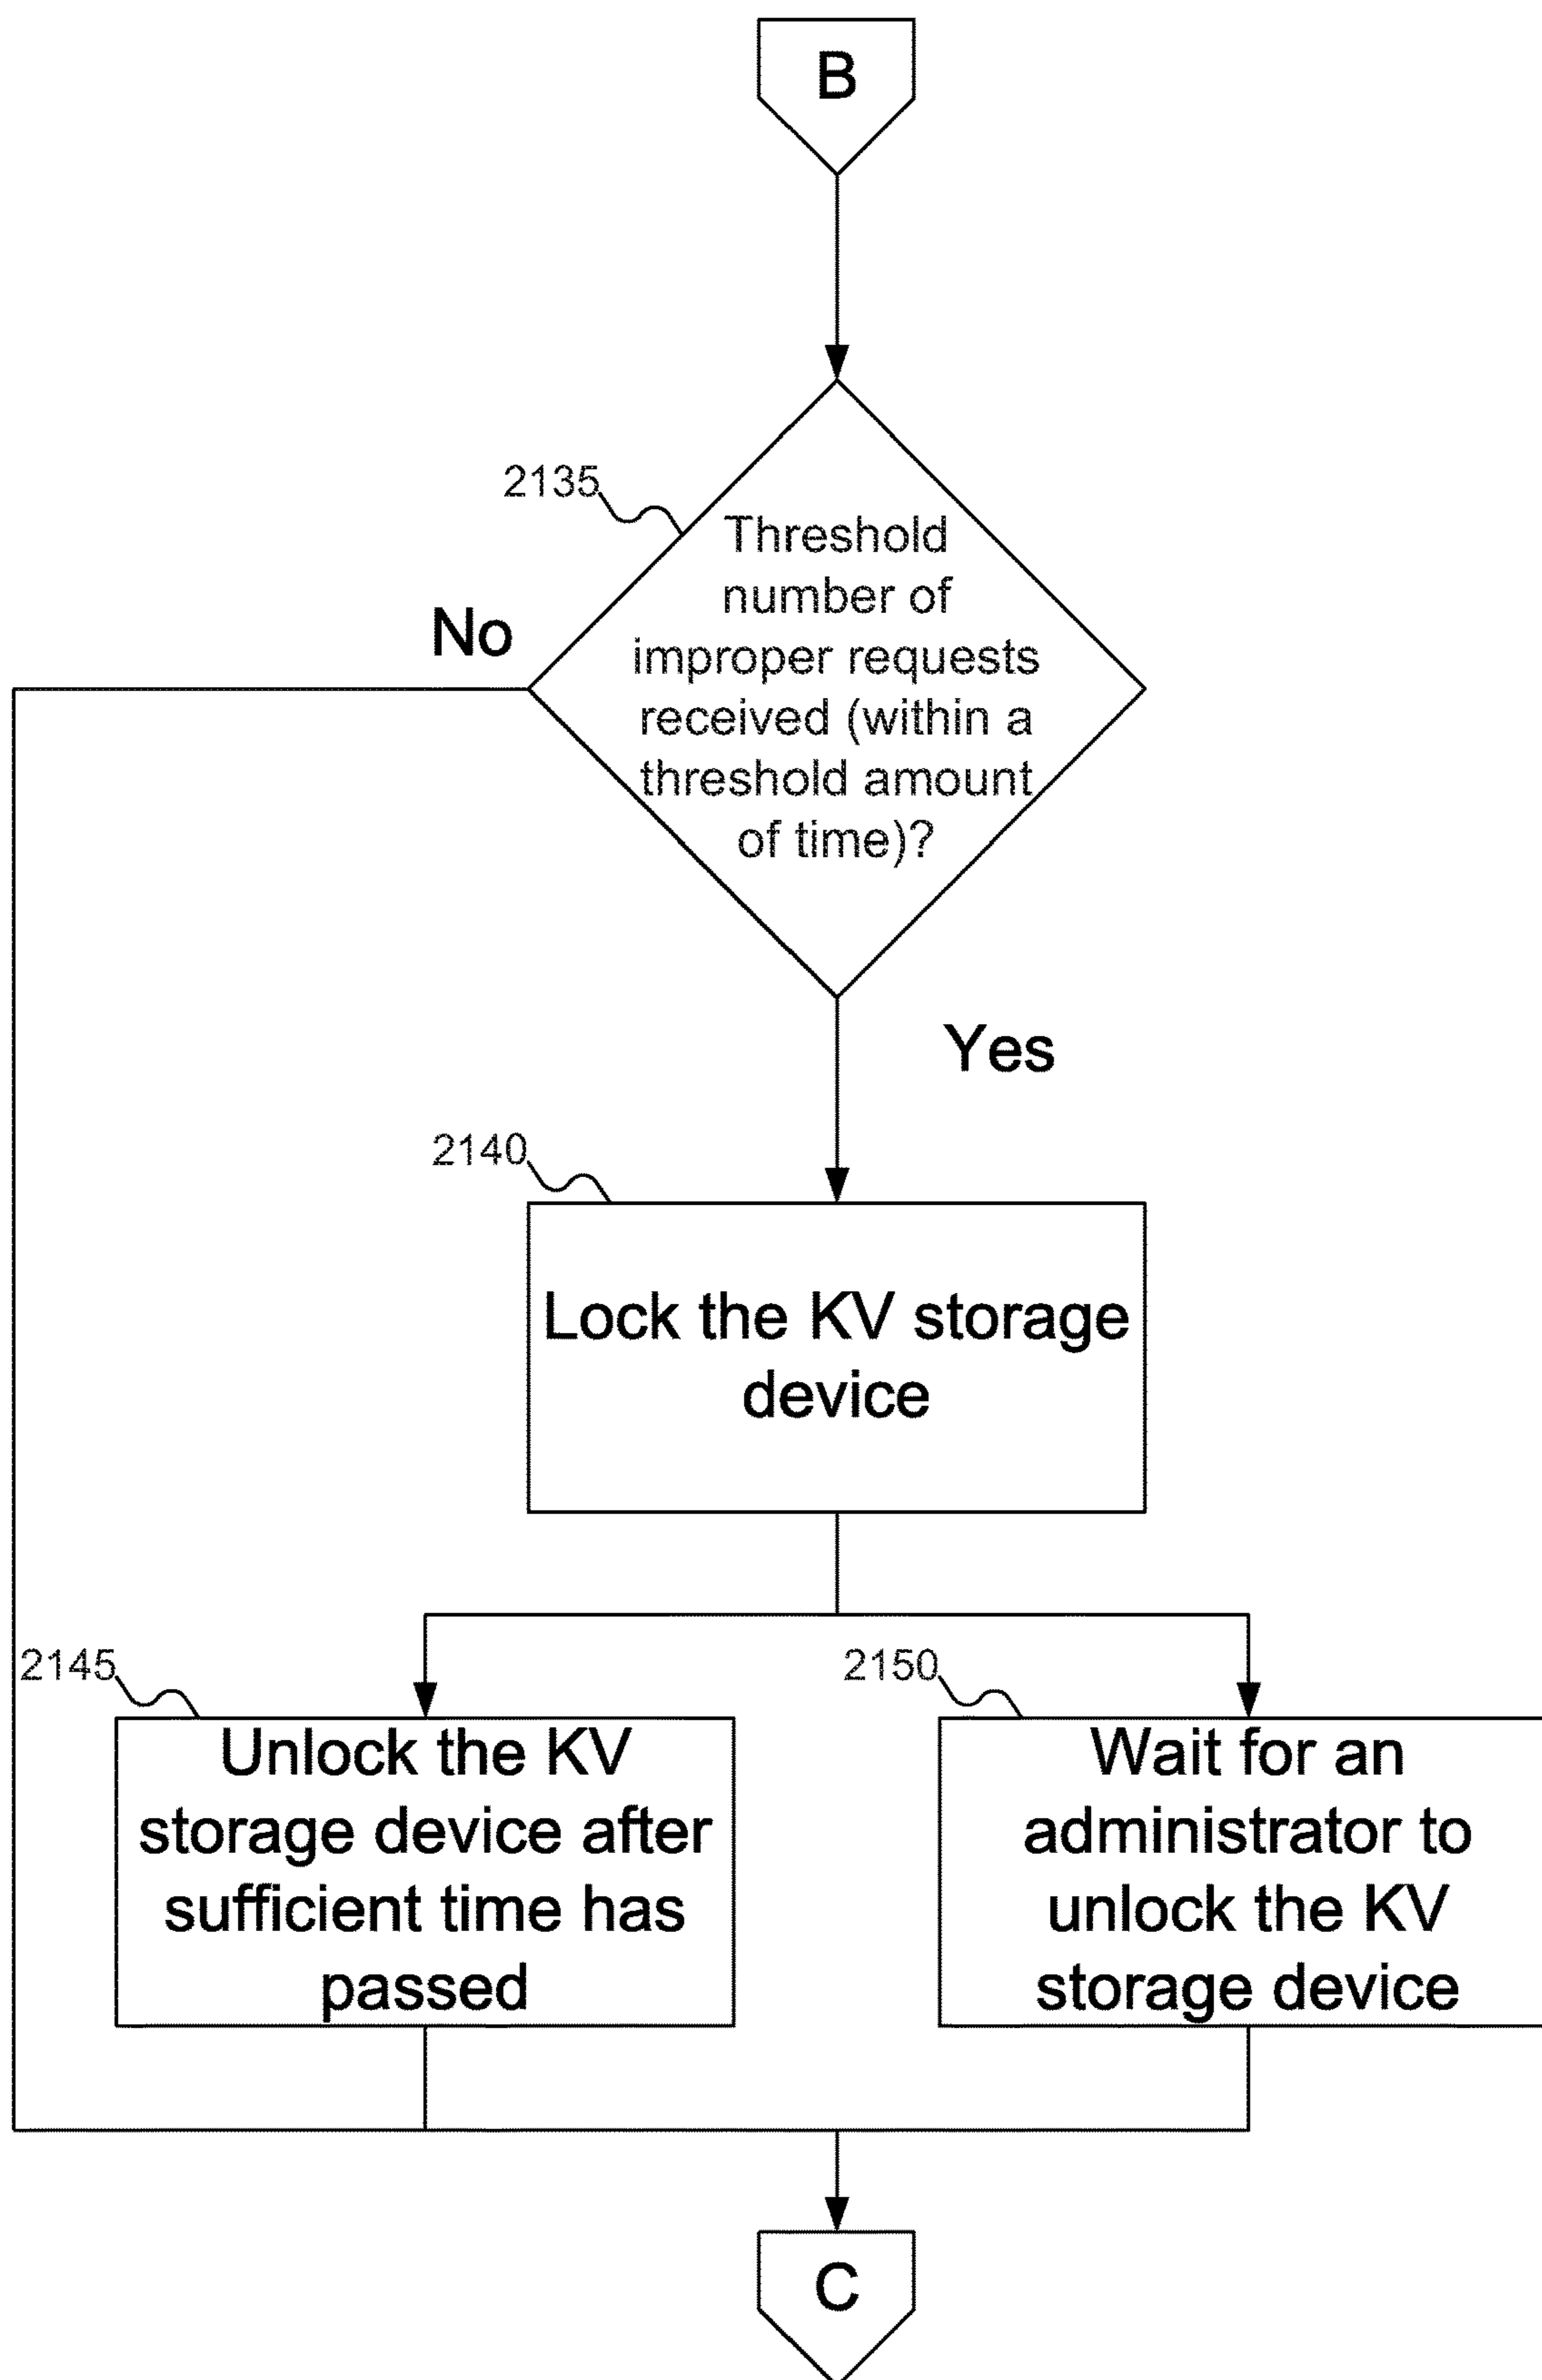 B
2135
Threshold
number of
improper requests
received (within a
threshold amount
of time)?
No
Yes
2140
Lock the KV storage
device
2145
Unlock the KV
storage device after
sufficient time has
passed
2150
Wait for an
administrator to
unlock the KV
storage device
C